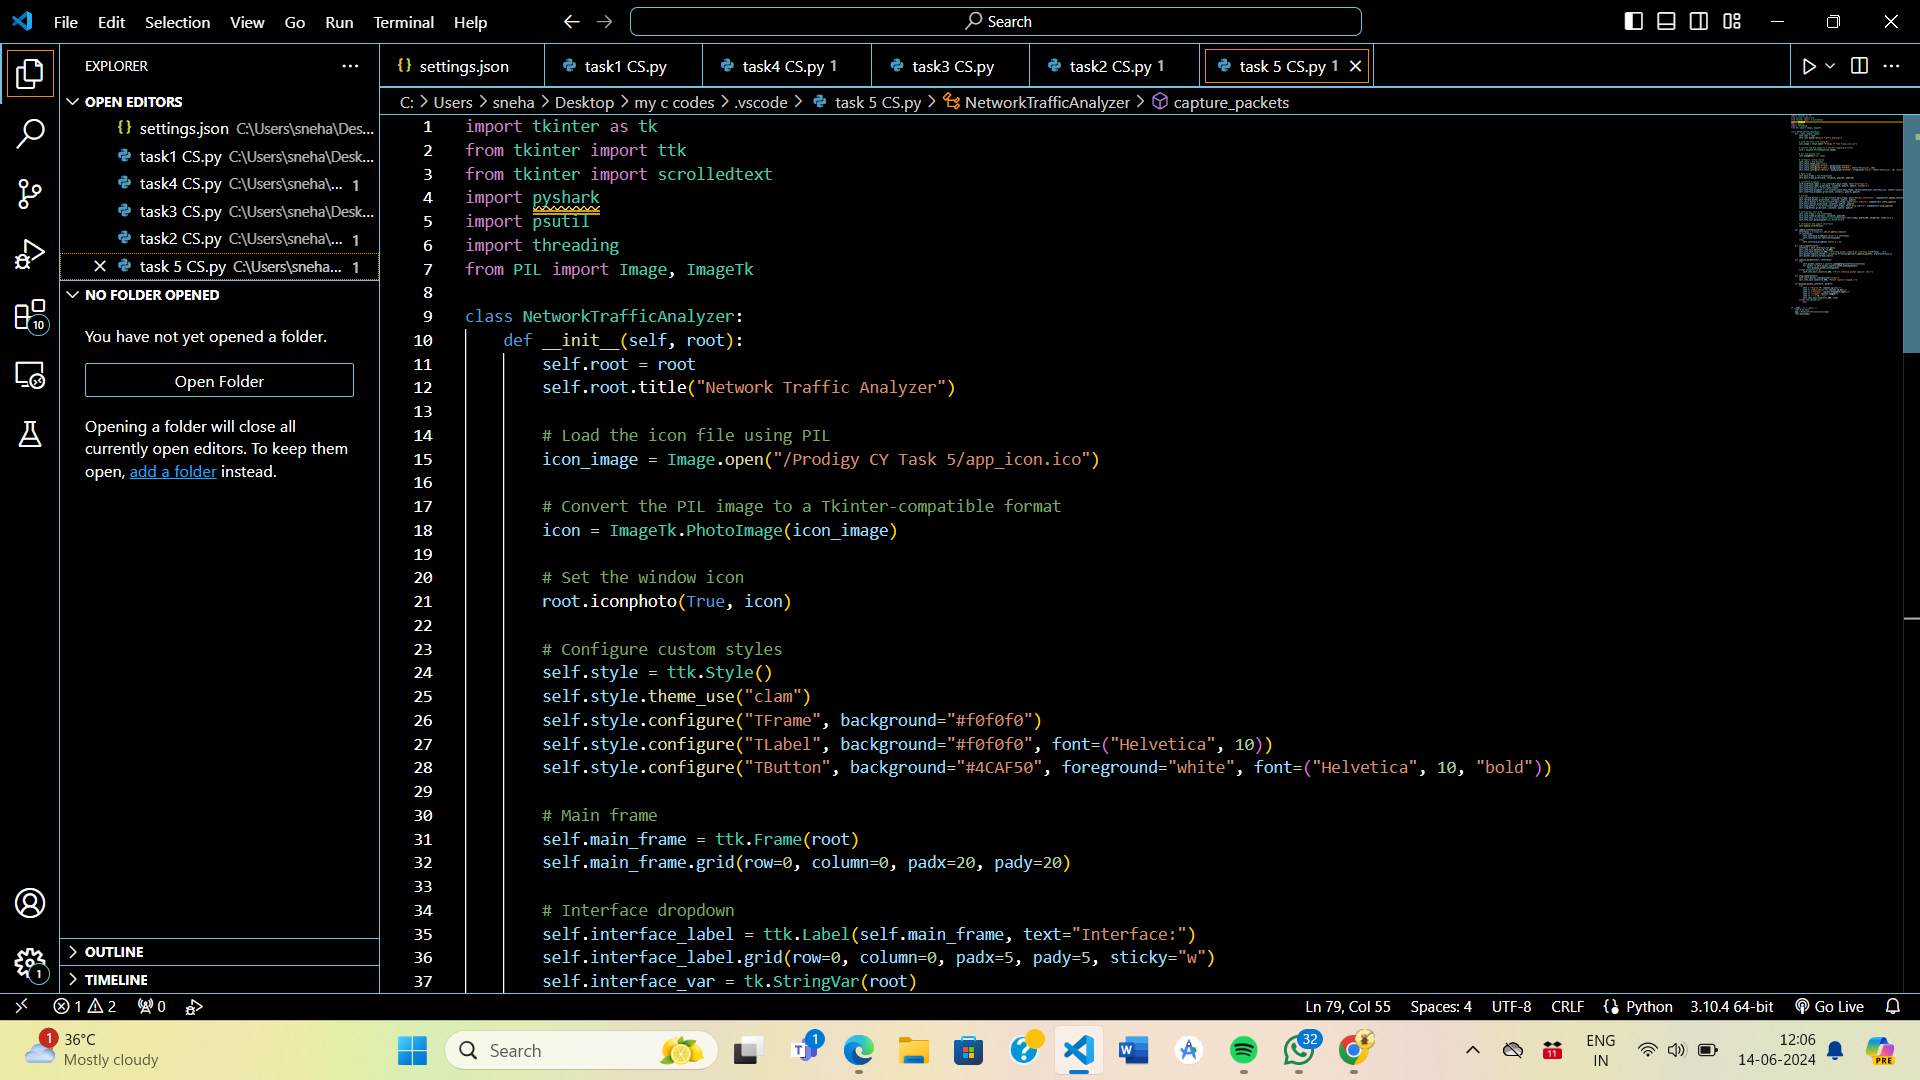 File Edit Selection View Go Run Terminal Help
Search
EXPLORER
settings.json
task1 CS.py
task4 CS.py 1
task3 CS.py
task2 CS.py 1
task 5 CS.py 1
OPEN EDITORS
settings.json C:\Users\sneha\Des...
task1 CS.py C:\Users\sneha\Desk...
task4 CS.py C:\Users\sneha\... 1
task3 CS.py C:\Users\sneha\Desk...
task2 CS.py C:\Users\sneha\... 1
task 5 CS.py C:\Users\sneha... 1
NO FOLDER OPENED
You have not yet opened a folder.
Open Folder
Opening a folder will close all
currently open editors. To keep them
open, add a folder instead.
OUTLINE
TIMELINE
10
1
C: > Users > sneha > Desktop > my c codes > .vscode > task 5 CS.py > NetworkTrafficAnalyzer > capture_packets
1 import tkinter as tk
2 from tkinter import ttk
3 from tkinter import scrolledtext
4 import pyshark
5 import psutil
6 import threading
7 from PIL import Image, ImageTk
8
9 class NetworkTrafficAnalyzer:
10 def __init__(self, root):
11 self.root = root
12 self.root.title("Network Traffic Analyzer")
13
14 # Load the icon file using PIL
15 icon_image = Image.open("/Prodigy CY Task 5/app_icon.ico")
16
17 # Convert the PIL image to a Tkinter-compatible format
18 icon = ImageTk.PhotoImage(icon_image)
19
20 # Set the window icon
21 root.iconphoto(True, icon)
22
23 # Configure custom styles
24 self.style = ttk.Style()
25 self.style.theme_use("clam")
26 self.style.configure("TFrame", background="#f0f0f0")
27 self.style.configure("TLabel", background="#f0f0f0", font=("Helvetica", 10))
28 self.style.configure("TButton", background="#4CAF50", foreground="white", font=("Helvetica", 10, "bold"))
29
30 # Main frame
31 self.main_frame = ttk.Frame(root)
32 self.main_frame.grid(row=0, column=0, padx=20, pady=20)
33
34 # Interface dropdown
35 self.interface_label = ttk.Label(self.main_frame, text="Interface:")
36 self.interface_label.grid(row=0, column=0, padx=5, pady=5, sticky="w")
37 self.interface_var = tk.StringVar(root)
1 2 0 Ln 79, Col 55 Spaces: 4 UTF-8 CRLF Python 3.10.4 64-bit Go Live
1 36°C
Mostly cloudy
Search
1
32
11
ENG
IN
12:06
14-06-2024
PRE